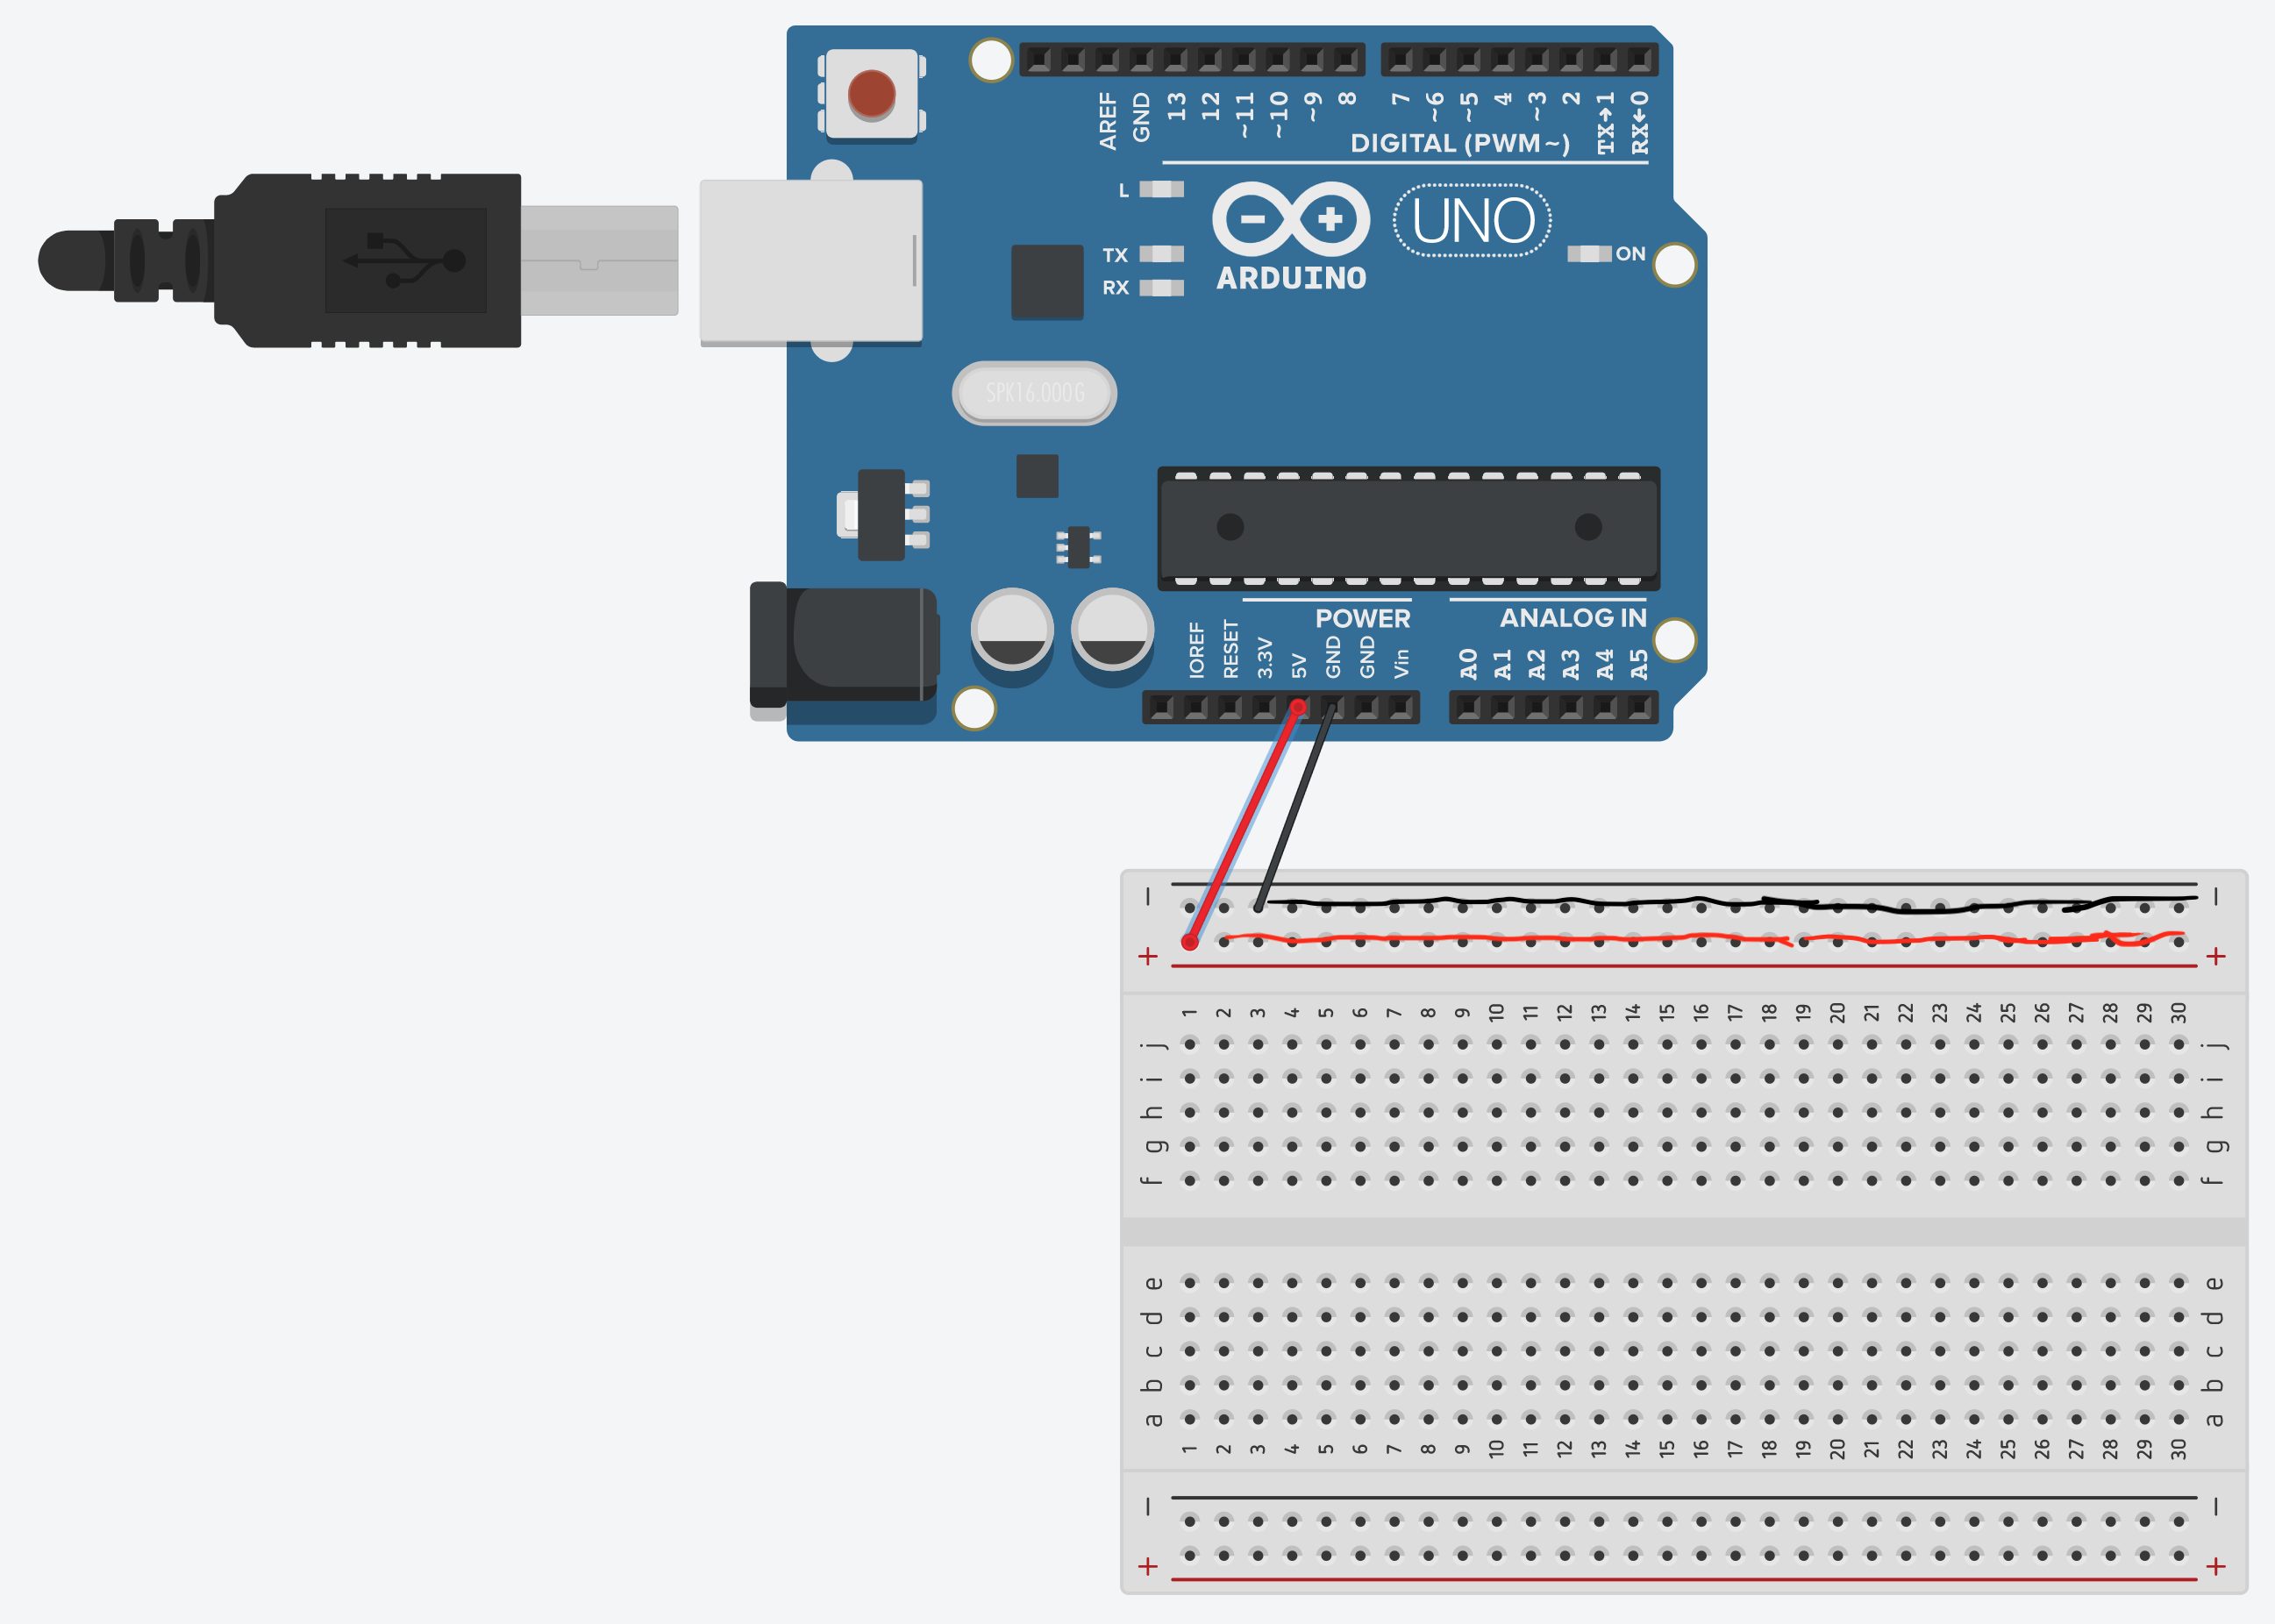 AREF GND 13 12 ~11 ~10 ~9 8 7 ~6 ~5 4 ~3 2 TX→1 RX←0
DIGITAL (PWM~)
L
TX
RX
ARDUINO
UNO
ON
SPK16.000G
POWER
ANALOG IN
IOREF RESET 3.3V 5V GND GND Vin A0 A1 A2 A3 A4 A5
− −
+ +
1 2 3 4 5 6 7 8 9 10 11 12 13 14 15 16 17 18 19 20 21 22 23 24 25 26 27 28 29 30
j j
i i
h h
g g
f f
e e
d d
c c
b b
a a
1 2 3 4 5 6 7 8 9 10 11 12 13 14 15 16 17 18 19 20 21 22 23 24 25 26 27 28 29 30
− −
+ +